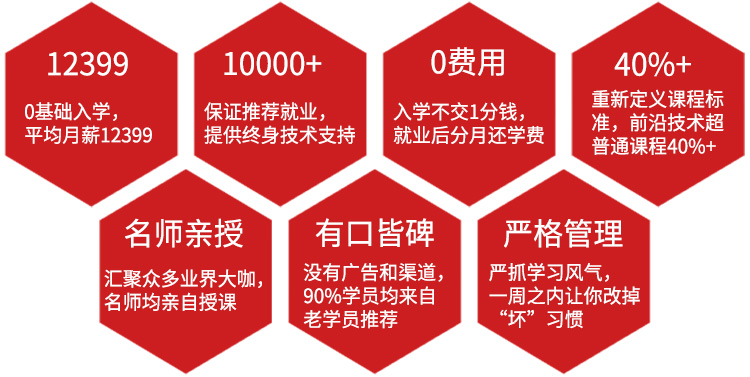 12399
0基础入学，
平均月薪12399
10000+
保证推荐就业，
提供终身技术支持
0费用
入学不交1分钱，
就业后分月还学费
40%+
重新定义课程标
准，前沿技术超
普通课程40%+
名师亲授
汇聚众多业界大咖，
名师均亲自授课
有口皆碑
没有广告和渠道，
90%学员均来自
老学员推荐
严格管理
严抓学习风气，
一周之内让你改掉
“坏”习惯